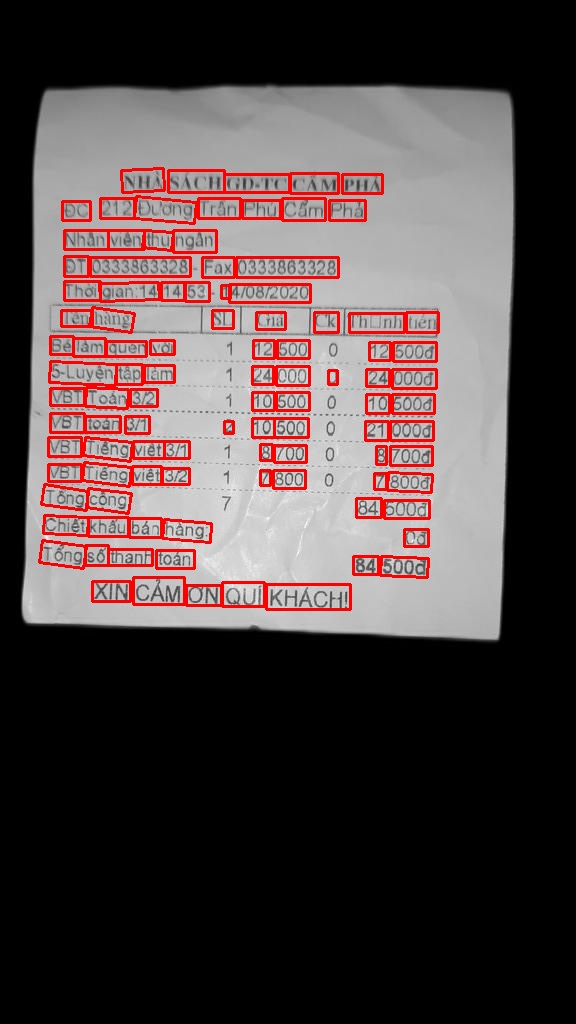 NHÀ SÁCH GD-TC CẨM PHẢ
ĐC 212 Đường Trần Phú Cẩm Phả
Nhân viên thu ngân
ĐT 0333863328 - Fax 0333863328
Thời gian:14 14 53 - 14/08/2020
Tên hàng SL Giá Ck Th□nh tiền
Bé làm quen với 1 12 500 0 12 500đ
5-Luyện tập làm 1 24 000 0 24 000đ
VBT Toán 3/2 1 10 500 0 10 500đ
VBT toán 3/1 2 10 500 0 21 000đ
VBT Tiếng việt 3/1 1 8 700 0 8 700đ
VBT Tiếng việt 3/2 1 7 800 0 7 800đ
Tổng cộng 7 84 500đ
Chiết khấu bán hàng: 0đ
Tổng số thanh toán 84 500đ
XIN CẢM ƠN QUÍ KHÁCH!